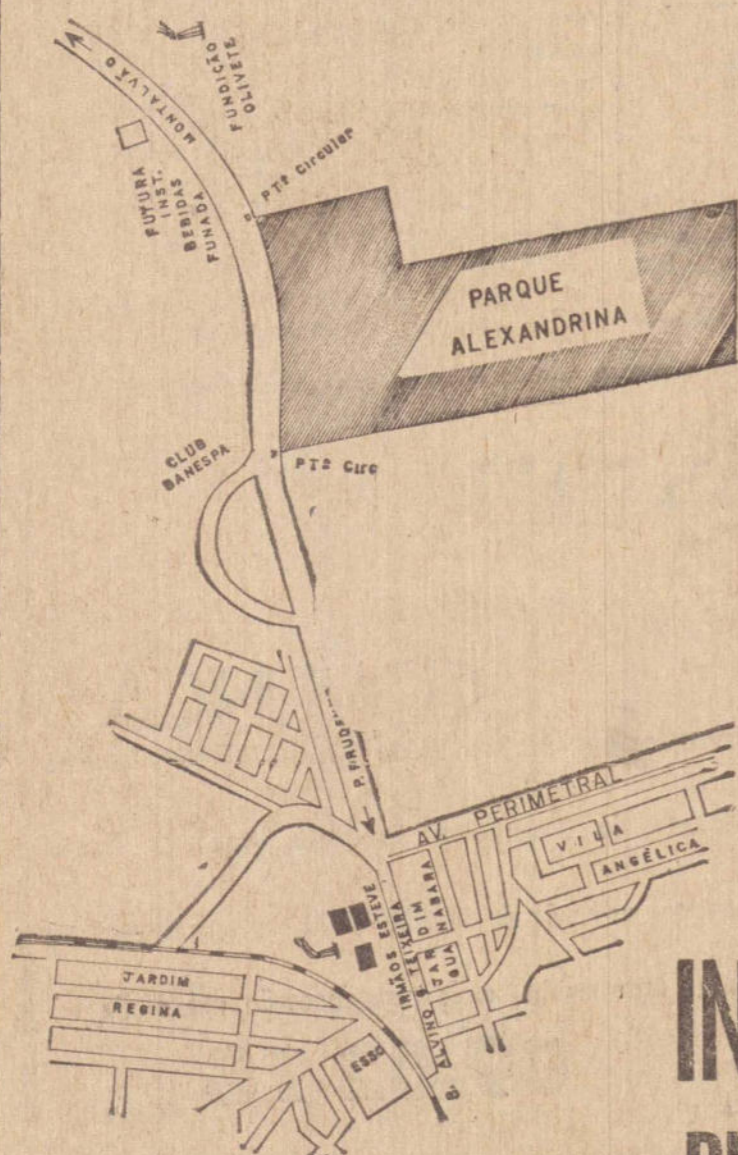 MONTALVÃO
FUNDIÇÃO
OLIVETE
FUTURA
INST.
BEBIDAS
FUNADA
PTº Circular
PARQUE
ALEXANDRINA
CLUB
BANESPA
PTº Circ
AV. PERIMETRAL
VILA
ANGÉLICA
IRMÃOS ESTEVE
B. ALVINO G. TEIXEIRA
JARDIM
GUANABARA
JARDIM
REGINA
ESSO
IN